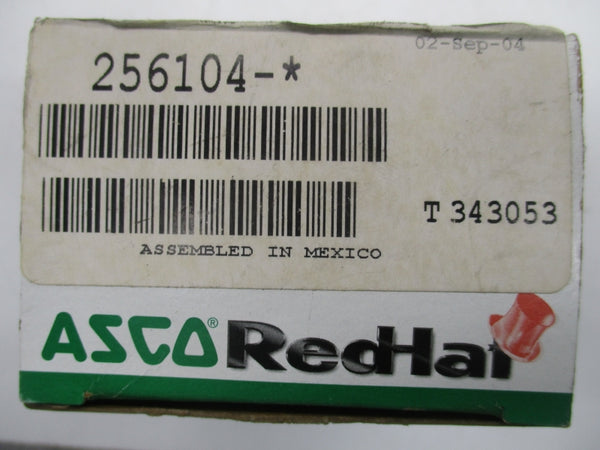 02-Sep-04
256104-*
T 343053
ASSEMBLED IN MEXICO
ASCO® RedHat